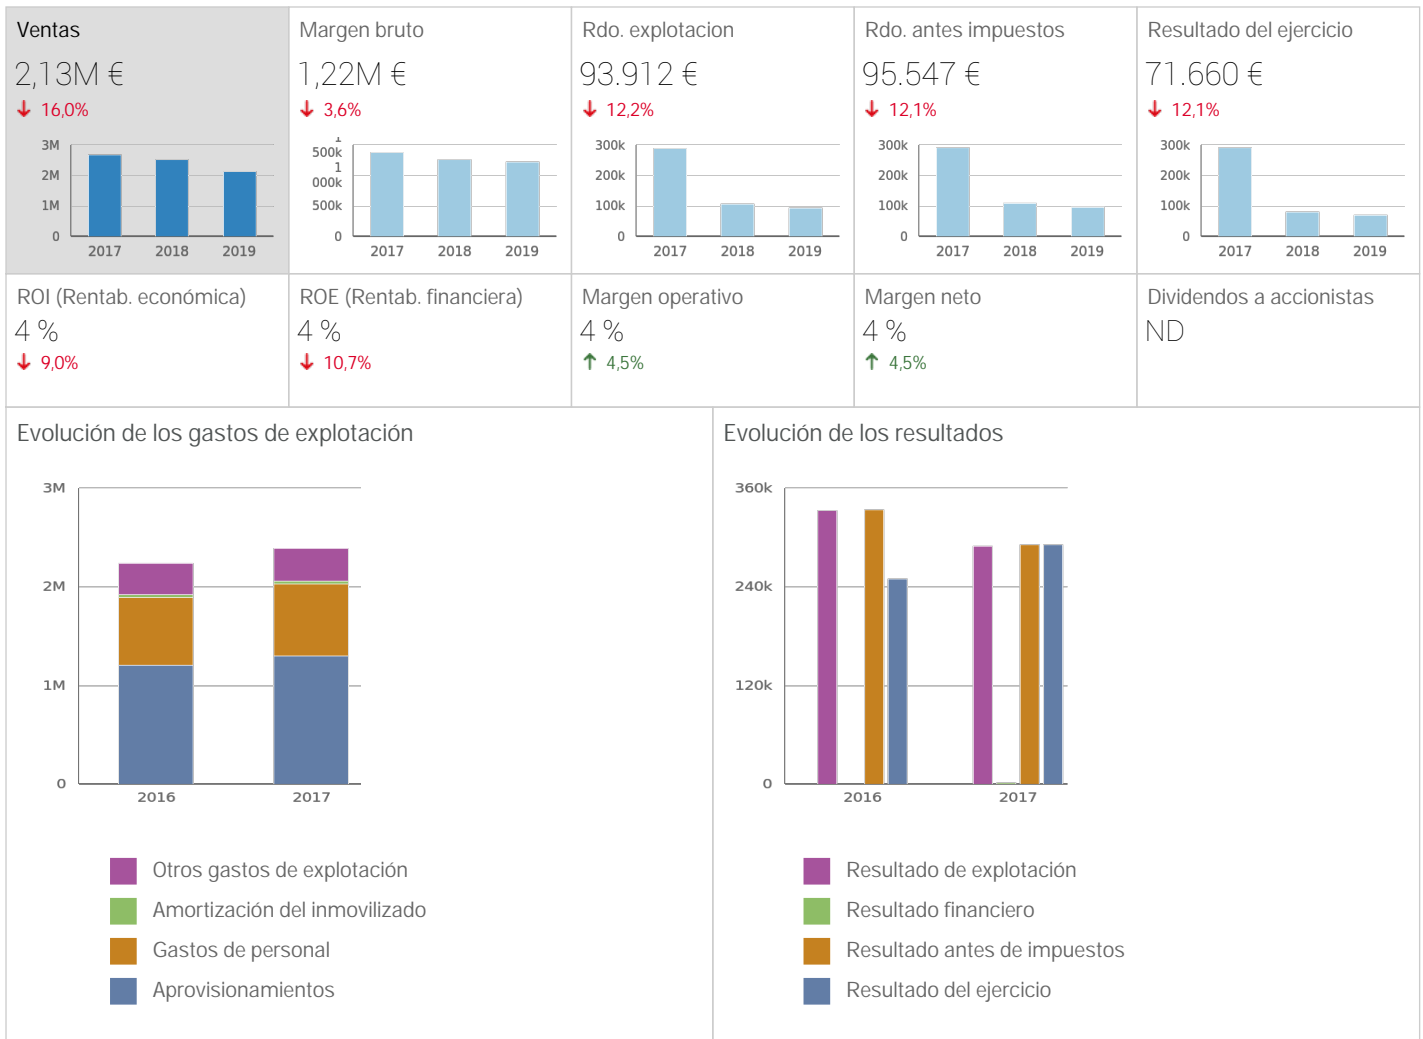 Ventas
2,13M €
↓ 16,0%
3M
2M
1M
0
2017 2018 2019
Margen bruto
1,22M €
↓ 3,6%
1
500k
1
000k
500k
0
2017 2018 2019
Rdo. explotacion
93.912 €
↓ 12,2%
300k
200k
100k
0
2017 2018 2019
Rdo. antes impuestos
95.547 €
↓ 12,1%
300k
200k
100k
0
2017 2018 2019
Resultado del ejercicio
71.660 €
↓ 12,1%
300k
200k
100k
0
2017 2018 2019
ROI (Rentab. económica)
4 %
↓ 9,0%
ROE (Rentab. financiera)
4 %
↓ 10,7%
Margen operativo
4 %
↑ 4,5%
Margen neto
4 %
↑ 4,5%
Dividendos a accionistas
ND
Evolución de los gastos de explotación
3M
2M
1M
0
2016 2017
Otros gastos de explotación
Amortización del inmovilizado
Gastos de personal
Aprovisionamientos
Evolución de los resultados
360k
240k
120k
0
2016 2017
Resultado de explotación
Resultado financiero
Resultado antes de impuestos
Resultado del ejercicio